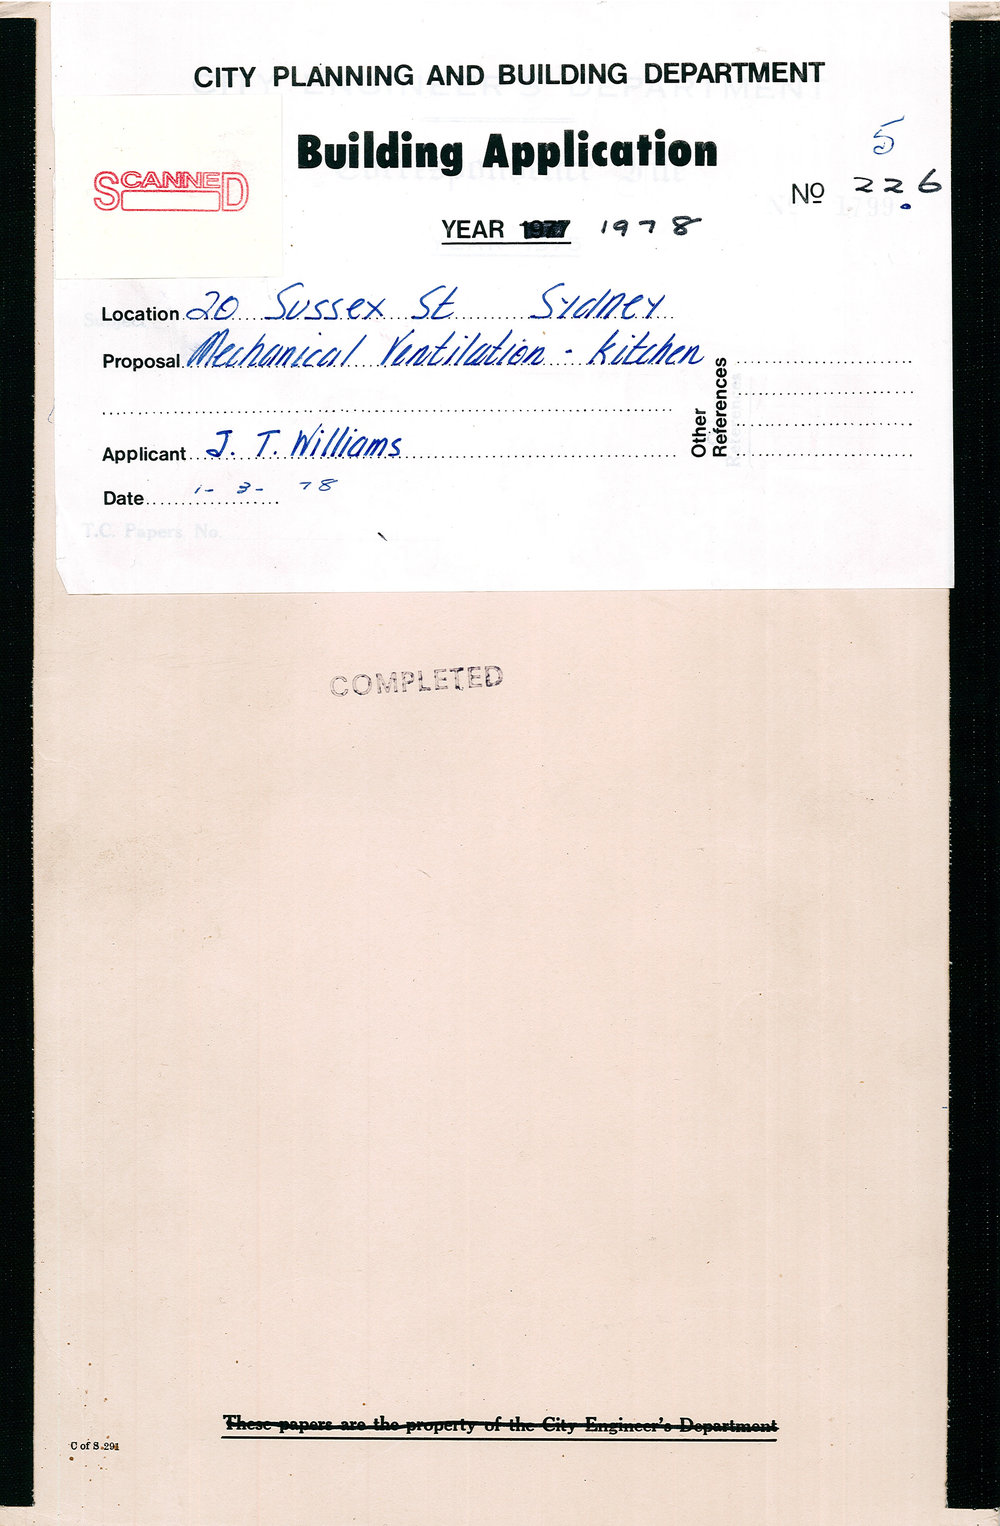 CITY PLANNING AND BUILDING DEPARTMENT
SCANNED
Building Application
5
Nº 226
YEAR 1977 1978
Location 20 Sussex St Sydney
Proposal Mechanical Ventilation - Kitchen
Other References
Applicant J. T. Williams
Date 1-3-78
T.C. Papers No.
COMPLETED
These papers are the property of the City Engineer's Department
C of S.291